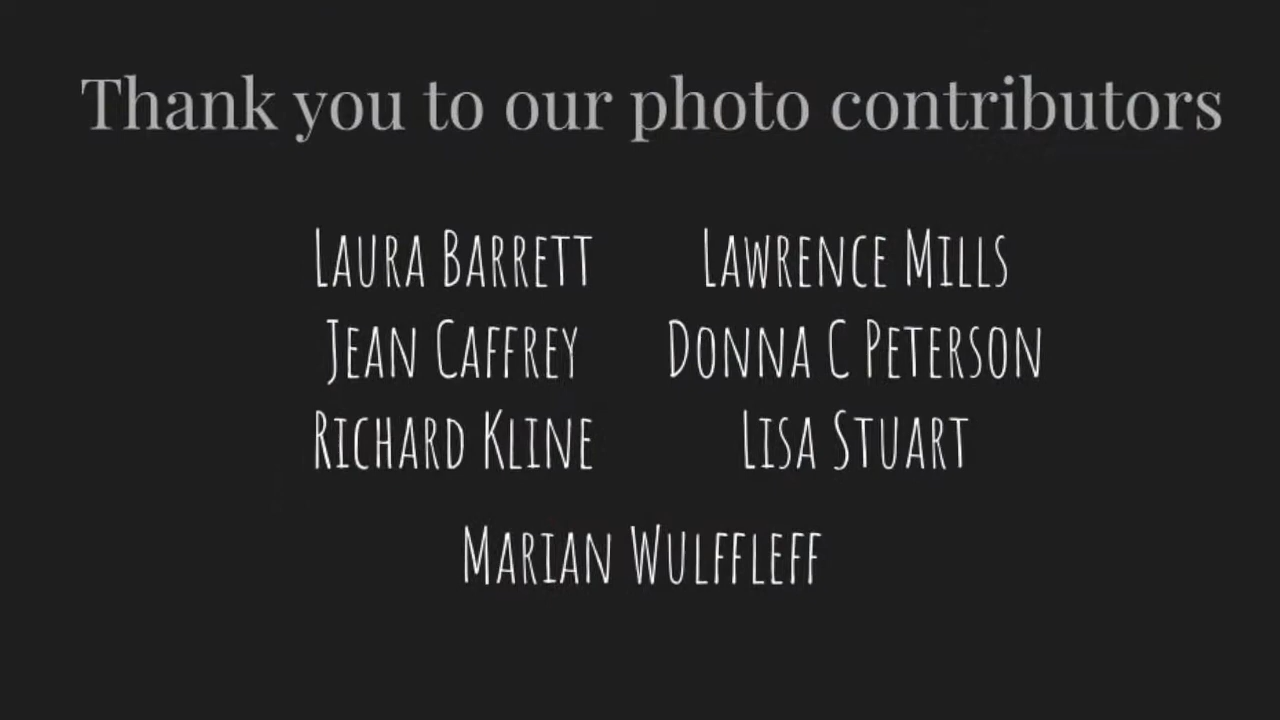 Thank you to our photo contributors
Laura Barrett
Lawrence Mills
Jean Caffrey
Donna C Peterson
Richard Kline
Lisa Stuart
Marian Wulffleff